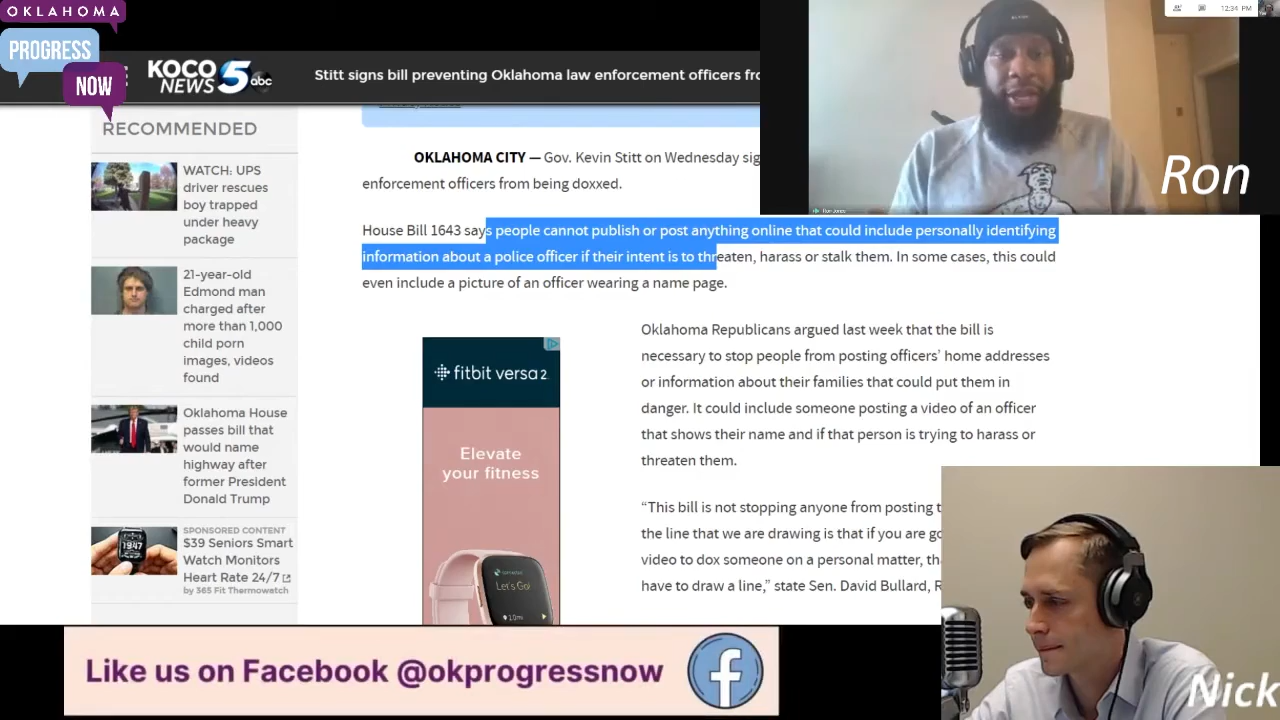 OKLAHOMA
PROGRESS
NOW
KOCO
NEWS 5 abc
Stitt signs bill preventing Oklahoma law enforcement officers fro
12:34 PM
RECOMMENDED
WATCH: UPS
driver rescues
boy trapped
under heavy
package
21-year-old
Edmond man
charged after
more than 1,000
child porn
images, videos
found
Oklahoma House
passes bill that
would name
highway after
former President
Donald Trump
SPONSORED CONTENT
$39 Seniors Smart
Watch Monitors
Heart Rate 24/7
by 365 Fit Thermowatch
OKLAHOMA CITY — Gov. Kevin Stitt on Wednesday sig
enforcement officers from being doxxed.
House Bill 1643 says people cannot publish or post anything online that could include personally identifying
information about a police officer if their intent is to threaten, harass or stalk them. In some cases, this could
even include a picture of an officer wearing a name page.
fitbit versa 2
Elevate
your fitness
Let's Go!
Oklahoma Republicans argued last week that the bill is
necessary to stop people from posting officers' home addresses
or information about their families that could put them in
danger. It could include someone posting a video of an officer
that shows their name and if that person is trying to harass or
threaten them.
“This bill is not stopping anyone from posting t
the line that we are drawing is that if you are go
video to dox someone on a personal matter, tha
have to draw a line,” state Sen. David Bullard, R
Ron Jones
Ron
Nick
Like us on Facebook @okprogressnow